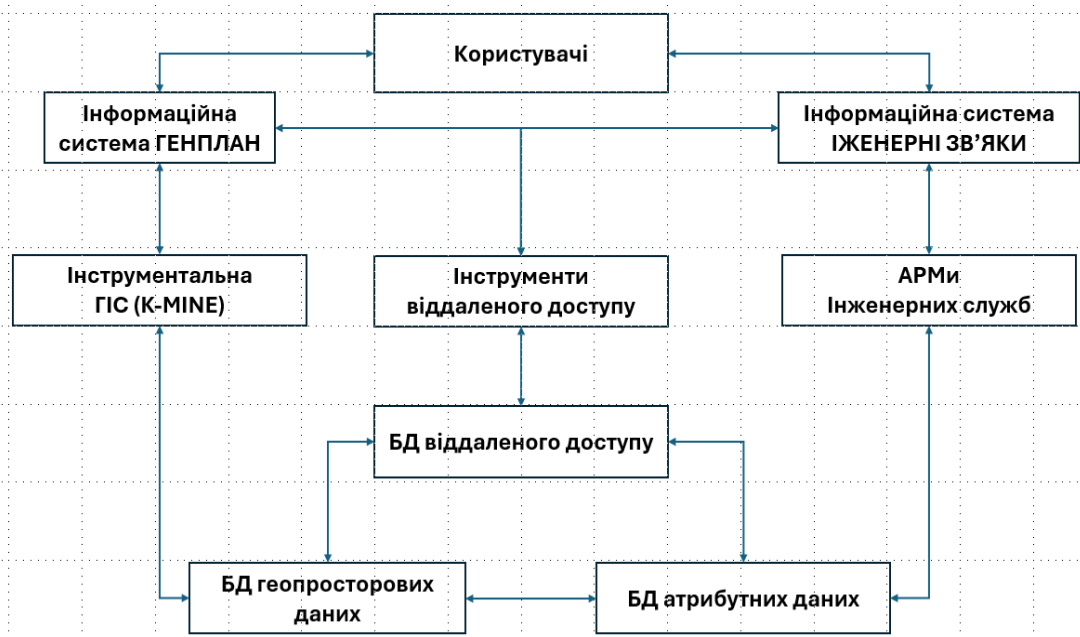 Користувачі
Інформаційна
система ГЕНПЛАН
Інформаційна система
ІЖЕНЕРНІ ЗВ’ЯКИ
Інструментальна
ГІС (K-MINE)
Інструменти
віддаленого доступу
АРМи
Інженерних служб
БД віддаленого доступу
БД геопросторових
даних
БД атрибутних даних